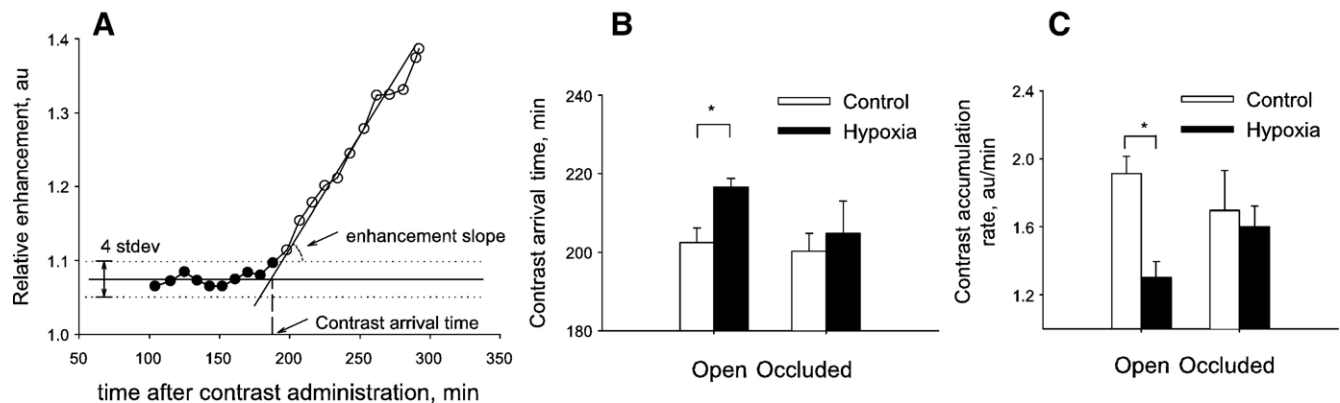 A
Relative enhancement, au
1.4
1.3
1.2
1.1
1.0
4 stdev
enhancement slope
Contrast arrival time
50 100 150 200 250 300 350
time after contrast administration, min
B
Contrast arrival time, min
240
220
200
180
*
Control
Hypoxia
Open Occluded
C
Contrast accumulation
rate, au/min
2.4
2.0
1.6
1.2
*
Control
Hypoxia
Open Occluded